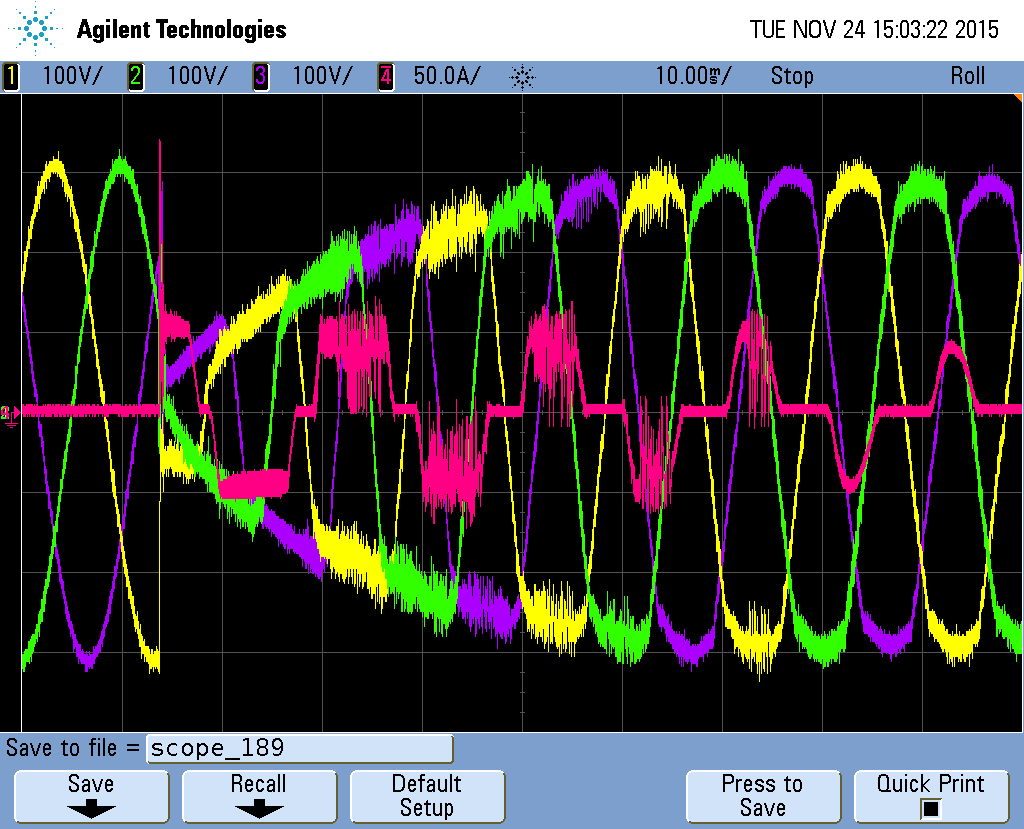 Agilent Technologies TUE NOV 24 15:03:22 2015
1 100V/ 2 100V/ 3 100V/ 4 50.0A/ 10.00ms/ Stop Roll
Save to file = scope_189
Save Recall Default Setup Press to Save Quick Print